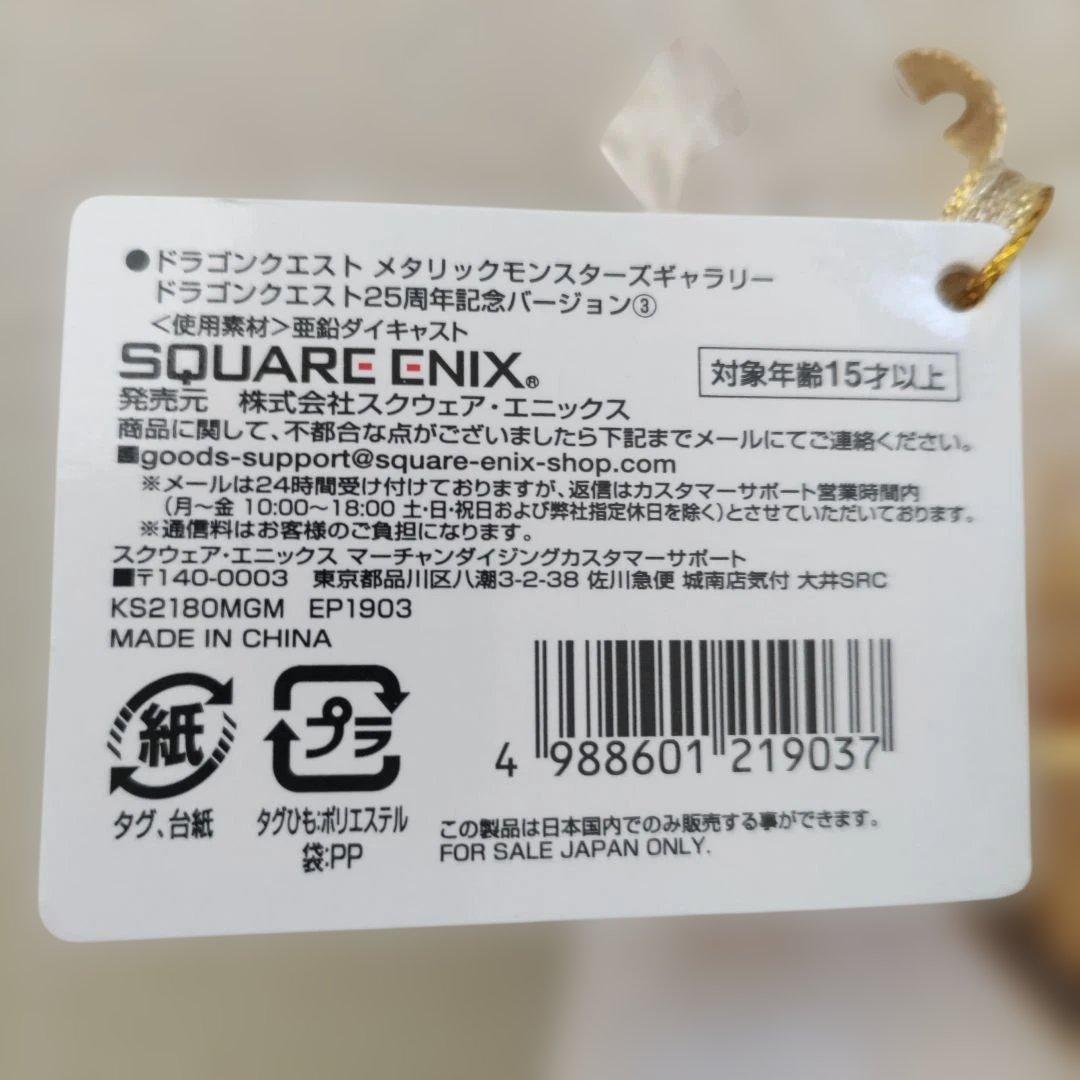 ●ドラゴンクエスト メタリックモンスターズギャラリー
ドラゴンクエスト25周年記念バージョン③
＜使用素材＞亜鉛ダイキャスト
SQUARE ENIX®
対象年齢15才以上
発売元 株式会社スクウェア・エニックス
商品に関して、不都合な点がございましたら下記までメールにてご連絡ください。
■goods-support@square-enix-shop.com
※メールは24時間受け付けておりますが、返信はカスタマーサポート営業時間内
（月～金 10:00～18:00 土・日・祝日および弊社指定休日を除く）とさせていただいております。
※通信料はお客様のご負担になります。
スクウェア・エニックス マーチャンダイジングカスタマーサポート
■〒140-0003 東京都品川区八潮3-2-38 佐川急便 城南店気付 大井SRC
KS2180MGM EP1903
MADE IN CHINA
紙
プラ
4 988601 219037
タグ、台紙
タグひも:ポリエステル
袋:PP
この製品は日本国内でのみ販売する事ができます。
FOR SALE JAPAN ONLY.